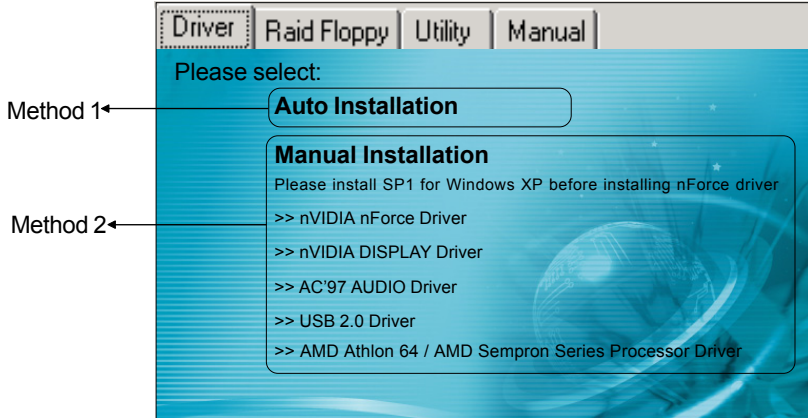 Driver
Raid Floppy
Utility
Manual
Please select:
Method 1
Auto Installation
Manual Installation
Please install SP1 for Windows XP before installing nForce driver
Method 2
>> nVIDIA nForce Driver
>> nVIDIA DISPLAY Driver
>> AC'97 AUDIO Driver
>> USB 2.0 Driver
>> AMD Athlon 64 / AMD Sempron Series Processor Driver